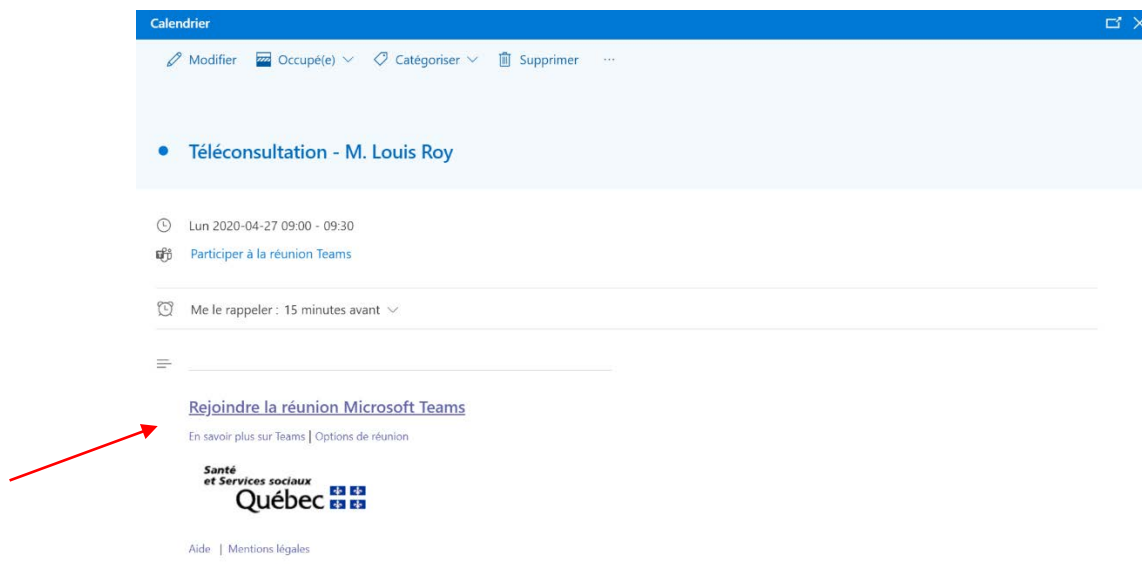 Calendrier
Modifier Occupé(e) Catégoriser Supprimer ...
Téléconsultation - M. Louis Roy
Lun 2020-04-27 09:00 - 09:30
Participer à la réunion Teams
Me le rappeler : 15 minutes avant
Rejoindre la réunion Microsoft Teams
En savoir plus sur Teams | Options de réunion
Santé
et Services sociaux
Québec
Aide | Mentions légales